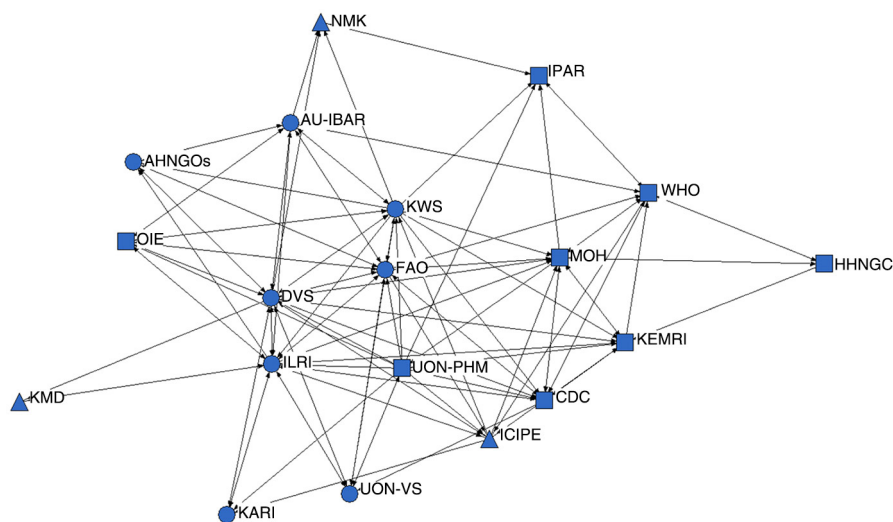 NMK
IPAR
AU-IBAR
AHNGOs
WHO
KWS
OIE
MOH
HHNGC
FAO
DVS
KEMRI
ILRI
UON-PHM
KMD
CDC
ICIPE
UON-VS
KARI